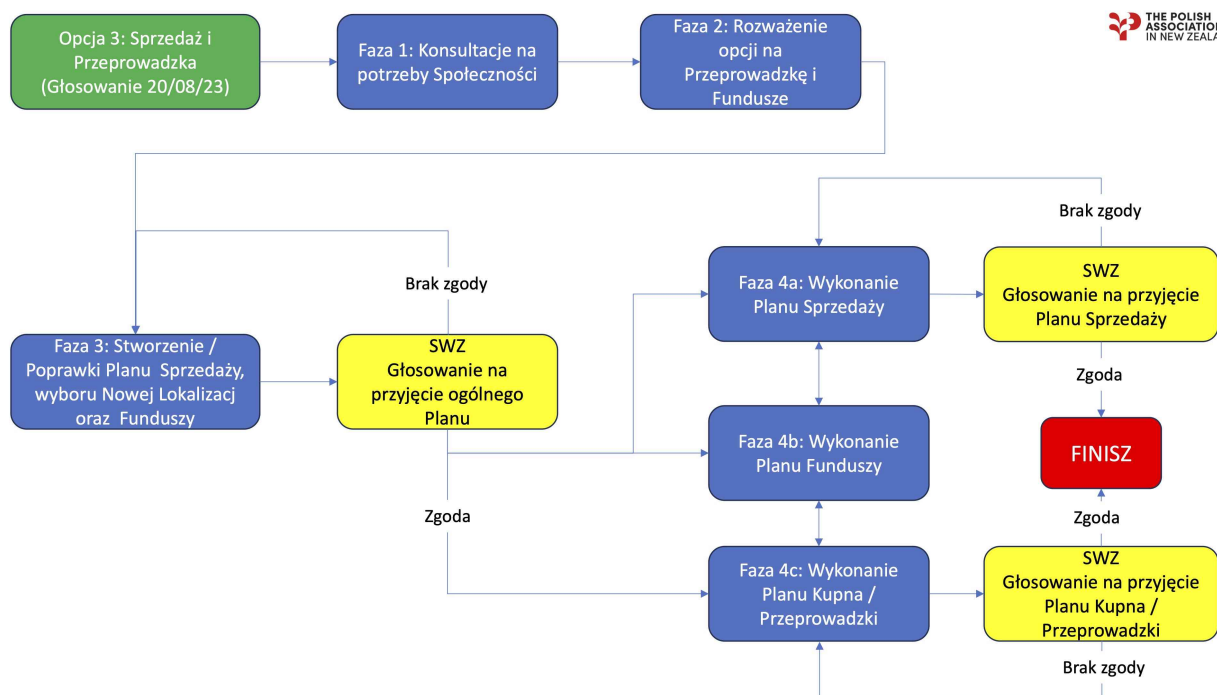 THE POLISH
ASSOCIATION
IN NEW ZEALA
Opcja 3: Sprzedaż i
Przeprowadzka
(Głosowanie 20/08/23)
Faza 1: Konsultacje na
potrzeby Społeczności
Faza 2: Rozważenie
opcji na
Przeprowadzkę i
Fundusze
Brak zgody
Faza 3: Stworzenie /
Poprawki Planu Sprzedaży,
wyboru Nowej Lokalizacj
oraz Funduszy
SWZ
Głosowanie na
przyjęcie ogólnego
Planu
Zgoda
Faza 4a: Wykonanie
Planu Sprzedaży
Faza 4b: Wykonanie
Planu Funduszy
Faza 4c: Wykonanie
Planu Kupna /
Przeprowadzki
Brak zgody
SWZ
Głosowanie na przyjęcie
Planu Sprzedaży
Zgoda
FINISZ
Zgoda
SWZ
Głosowanie na przyjęcie
Planu Kupna /
Przeprowadzki
Brak zgody